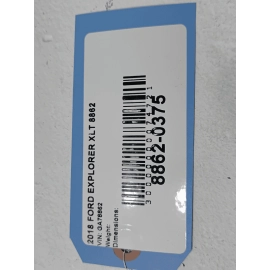 2018 FORD EXPLORER XLT 8862
VIN: GA78862
Weight:
Dimensions:
8862-0375